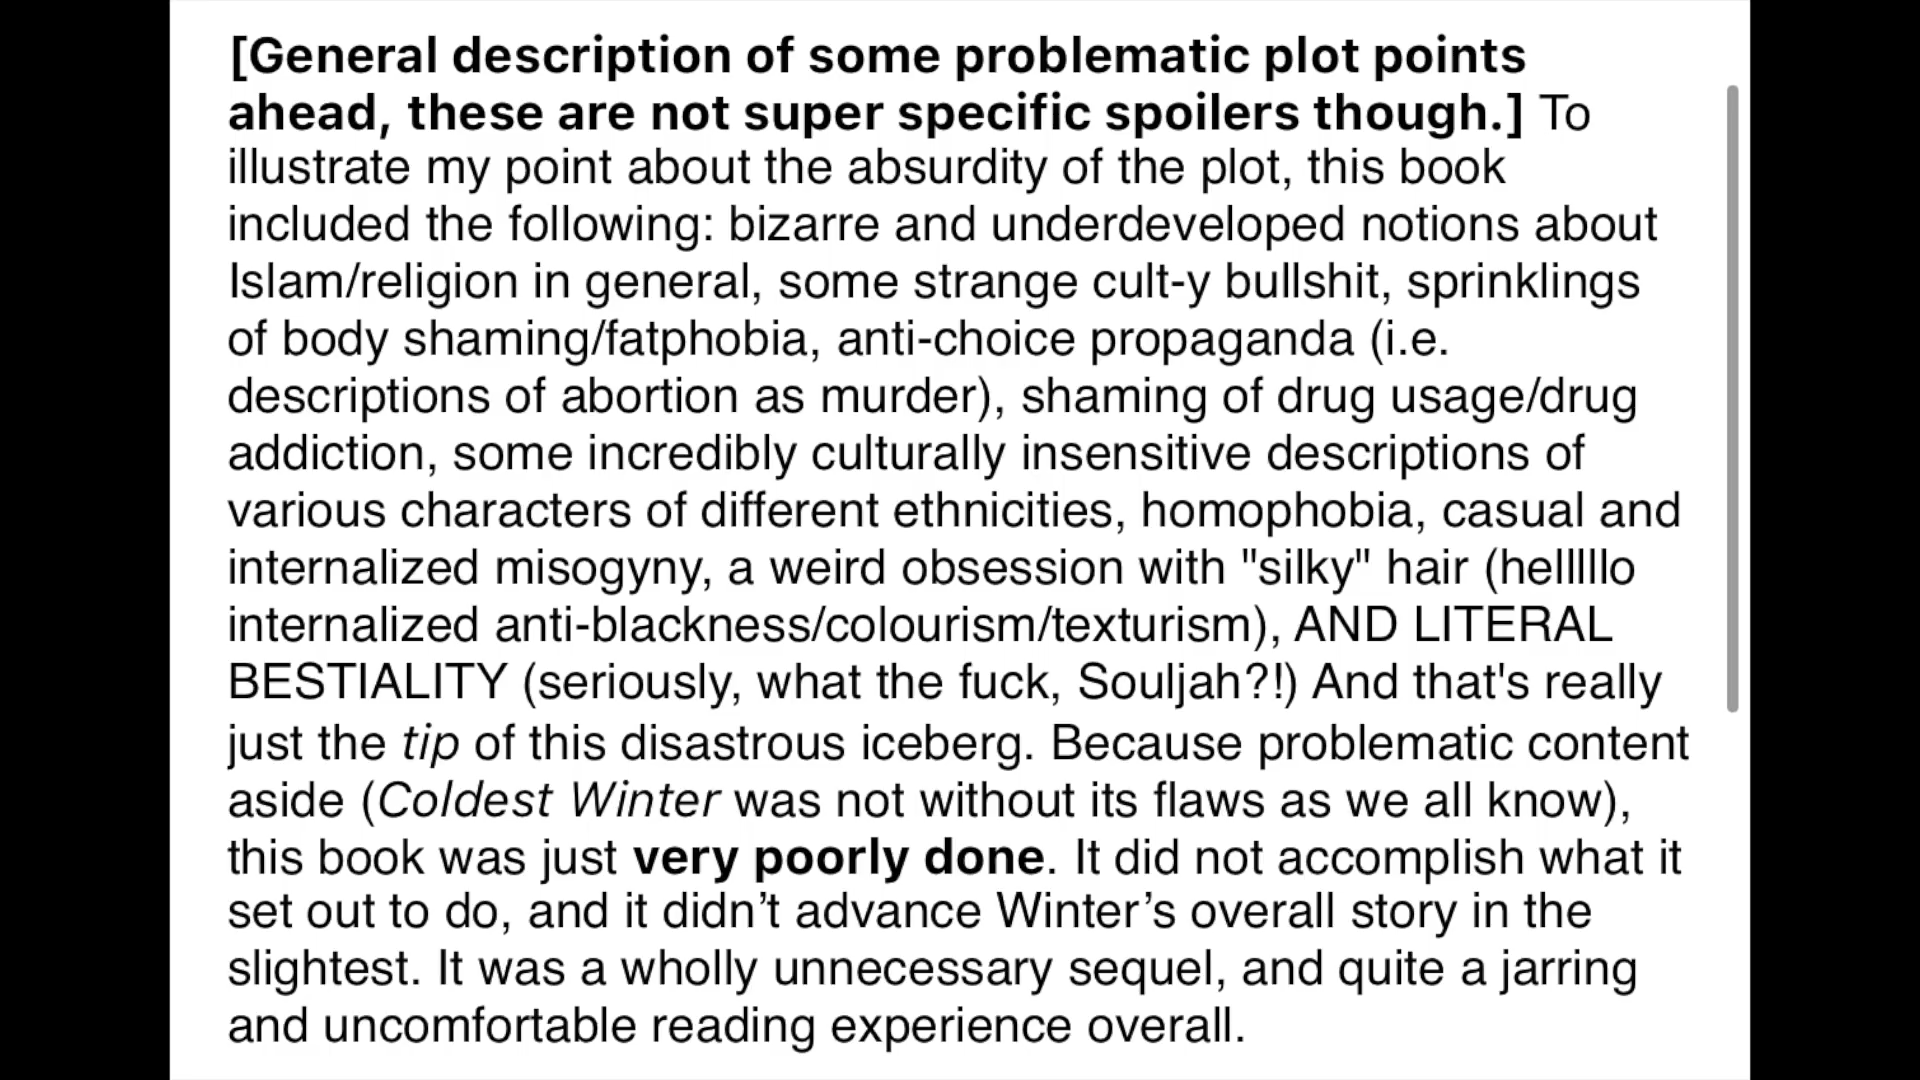 [General description of some problematic plot points
ahead, these are not super specific spoilers though.] To
illustrate my point about the absurdity of the plot, this book
included the following: bizarre and underdeveloped notions about
Islam/religion in general, some strange cult-y bullshit, sprinklings
of body shaming/fatphobia, anti-choice propaganda (i.e.
descriptions of abortion as murder), shaming of drug usage/drug
addiction, some incredibly culturally insensitive descriptions of
various characters of different ethnicities, homophobia, casual and
internalized misogyny, a weird obsession with "silky" hair (helllllo
internalized anti-blackness/colourism/texturism), AND LITERAL
BESTIALITY (seriously, what the fuck, Souljah?!) And that's really
just the tip of this disastrous iceberg. Because problematic content
aside (Coldest Winter was not without its flaws as we all know),
this book was just very poorly done. It did not accomplish what it
set out to do, and it didn’t advance Winter’s overall story in the
slightest. It was a wholly unnecessary sequel, and quite a jarring
and uncomfortable reading experience overall.